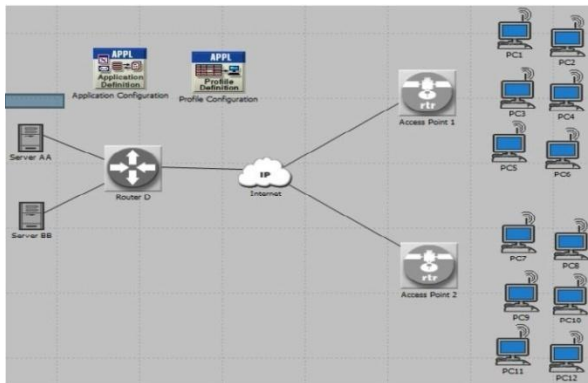 APPL
Application
Definition
Application Configuration
APPL
Profile
Definition
Profile Configuration
PC1
PC2
rtr
Access Point 1
PC3
PC4
Server AA
PC5
PC6
Router D
IP
Internet
Server BB
PC7
PC8
rtr
Access Point 2
PC9
PC10
PC11
PC12